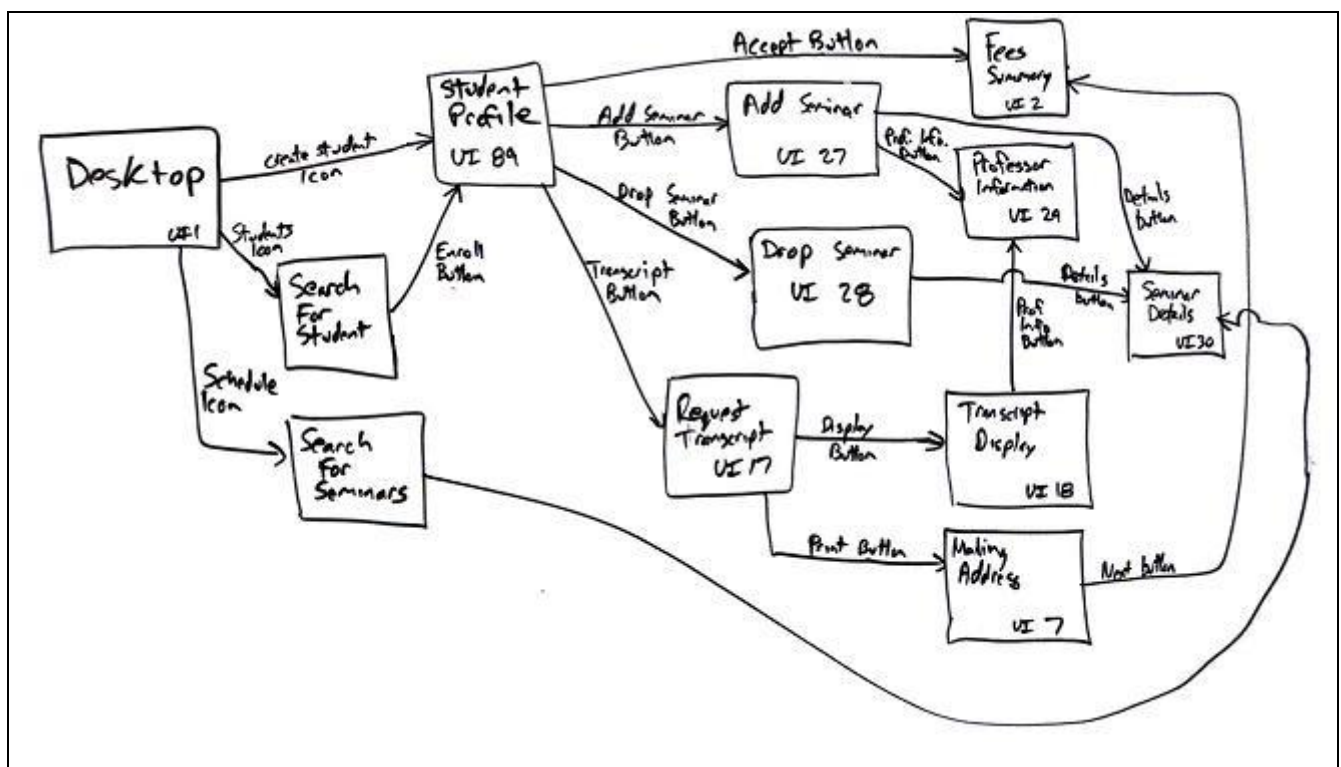 Desktop
UI 1
Create Student
Icon
Students
Icon
Schedule
Icon
Search
For
Student
Search
For
Seminars
Enroll
Button
Student
Profile
UI 89
Accept Button
Add Seminar
Button
Drop Seminar
Button
Transcript
Button
Add Seminar
UI 27
Drop Seminar
UI 28
Request
Transcript
UI 17
Display
Button
Print Button
Prof. Info.
Button
Fees
Summary
UI 2
Professor
Information
UI 29
Details
Button
Details
Button
Prof
Info
Button
Seminar
Details
UI 30
Transcript
Display
UI 18
Mailing
Address
UI 7
Next Button